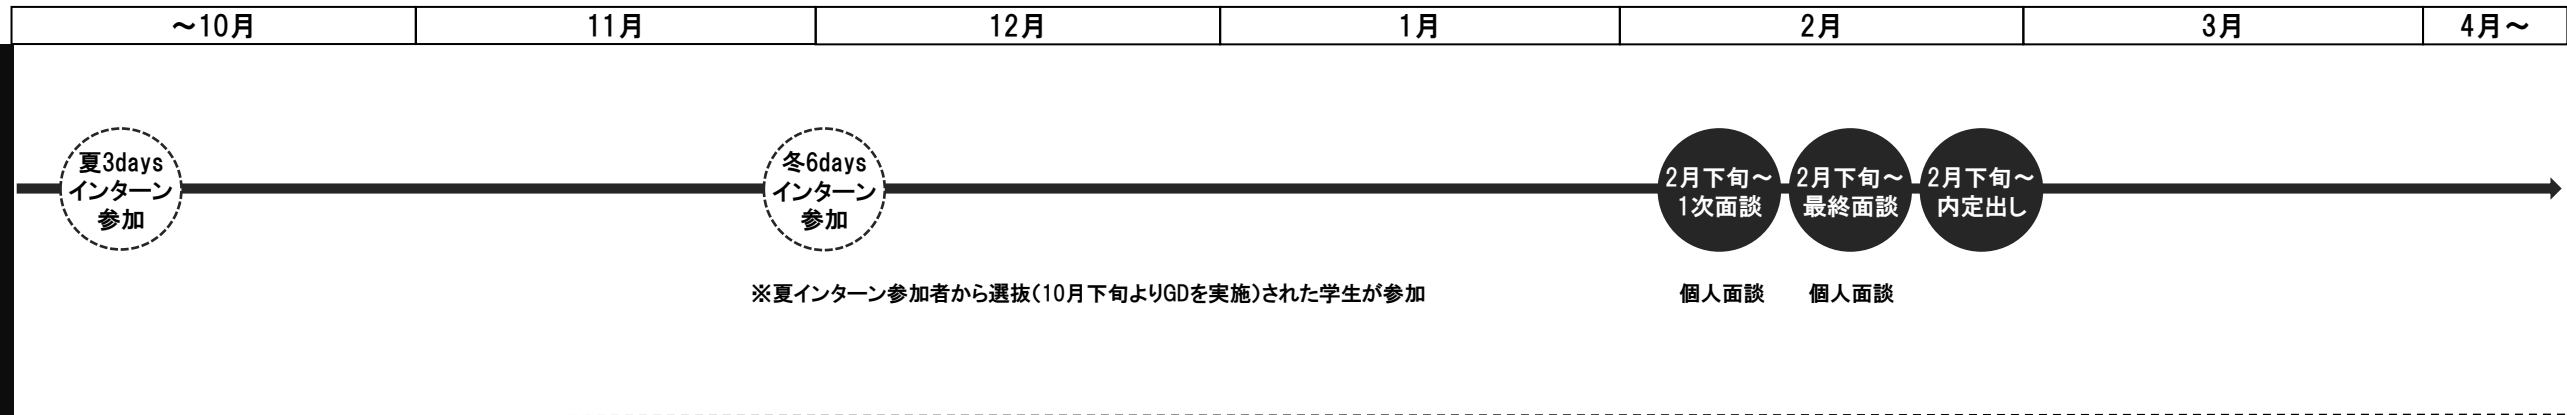 ～10月
11月
12月
1月
2月
3月
4月～
夏3days
インターン
参加
冬6days
インターン
参加
2月下旬～
1次面談
2月下旬～
最終面談
2月下旬～
内定出し
※夏インターン参加者から選抜(10月下旬よりGDを実施)された学生が参加
個人面談
個人面談